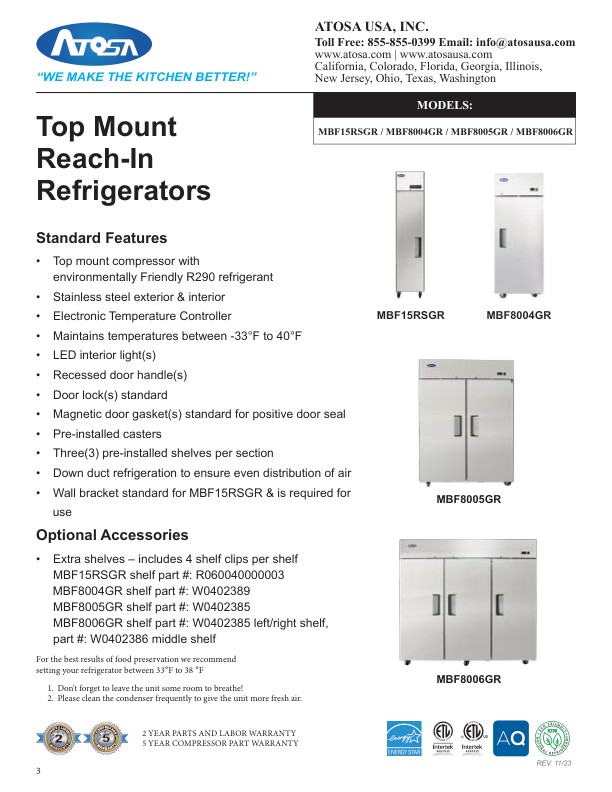 ATOSA
“WE MAKE THE KITCHEN BETTER!”
ATOSA USA, INC.
Toll Free: 855-855-0399 Email: info@atosausa.com
www.atosa.com | www.atosausa.com
California, Colorado, Florida, Georgia, Illinois,
New Jersey, Ohio, Texas, Washington
MODELS:
MBF15RSGR / MBF8004GR / MBF8005GR / MBF8006GR
Top Mount
Reach-In
Refrigerators
Standard Features
• Top mount compressor with
environmentally Friendly R290 refrigerant
• Stainless steel exterior & interior
• Electronic Temperature Controller
• Maintains temperatures between -33°F to 40°F
• LED interior light(s)
• Recessed door handle(s)
• Door lock(s) standard
• Magnetic door gasket(s) standard for positive door seal
• Pre-installed casters
• Three(3) pre-installed shelves per section
• Down duct refrigeration to ensure even distribution of air
• Wall bracket standard for MBF15RSGR & is required for
use
MBF15RSGR
MBF8004GR
MBF8005GR
MBF8006GR
Optional Accessories
• Extra shelves – includes 4 shelf clips per shelf
MBF15RSGR shelf part #: R060040000003
MBF8004GR shelf part #: W0402389
MBF8005GR shelf part #: W0402385
MBF8006GR shelf part #: W0402385 left/right shelf,
part #: W0402386 middle shelf
For the best results of food preservation we recommend
setting your refrigerator between 33°F to 38 °F
1. Don't forget to leave the unit some room to breathe!
2. Please clean the condenser frequently to give the unit more fresh air.
2
5
2 YEAR PARTS AND LABOR WARRANTY
5 YEAR COMPRESSOR PART WARRANTY
energy
ENERGY STAR
ETL
Intertek
ETL
Intertek
AQ
R290
REV. 11/23
3